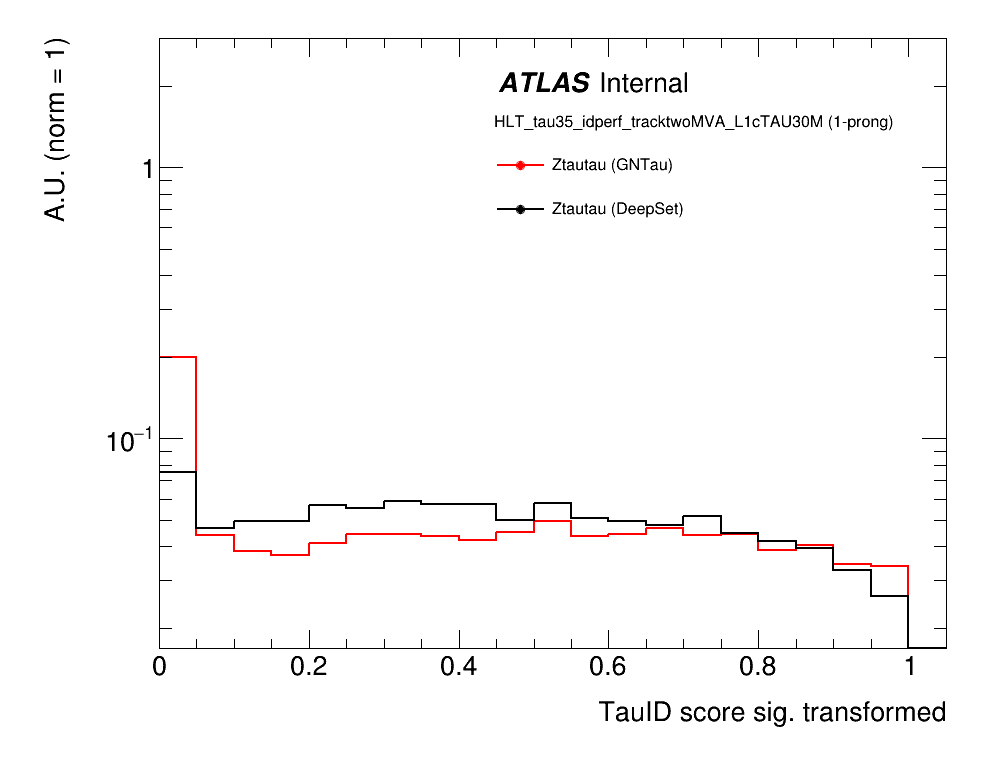 A.U. (norm = 1)
ATLAS Internal
HLT_tau35_idperf_tracktwoMVA_L1cTAU30M (1-prong)
Ztautau (GNTau)
Ztautau (DeepSet)
1
10⁻¹
0 0.2 0.4 0.6 0.8 1
TauID score sig. transformed